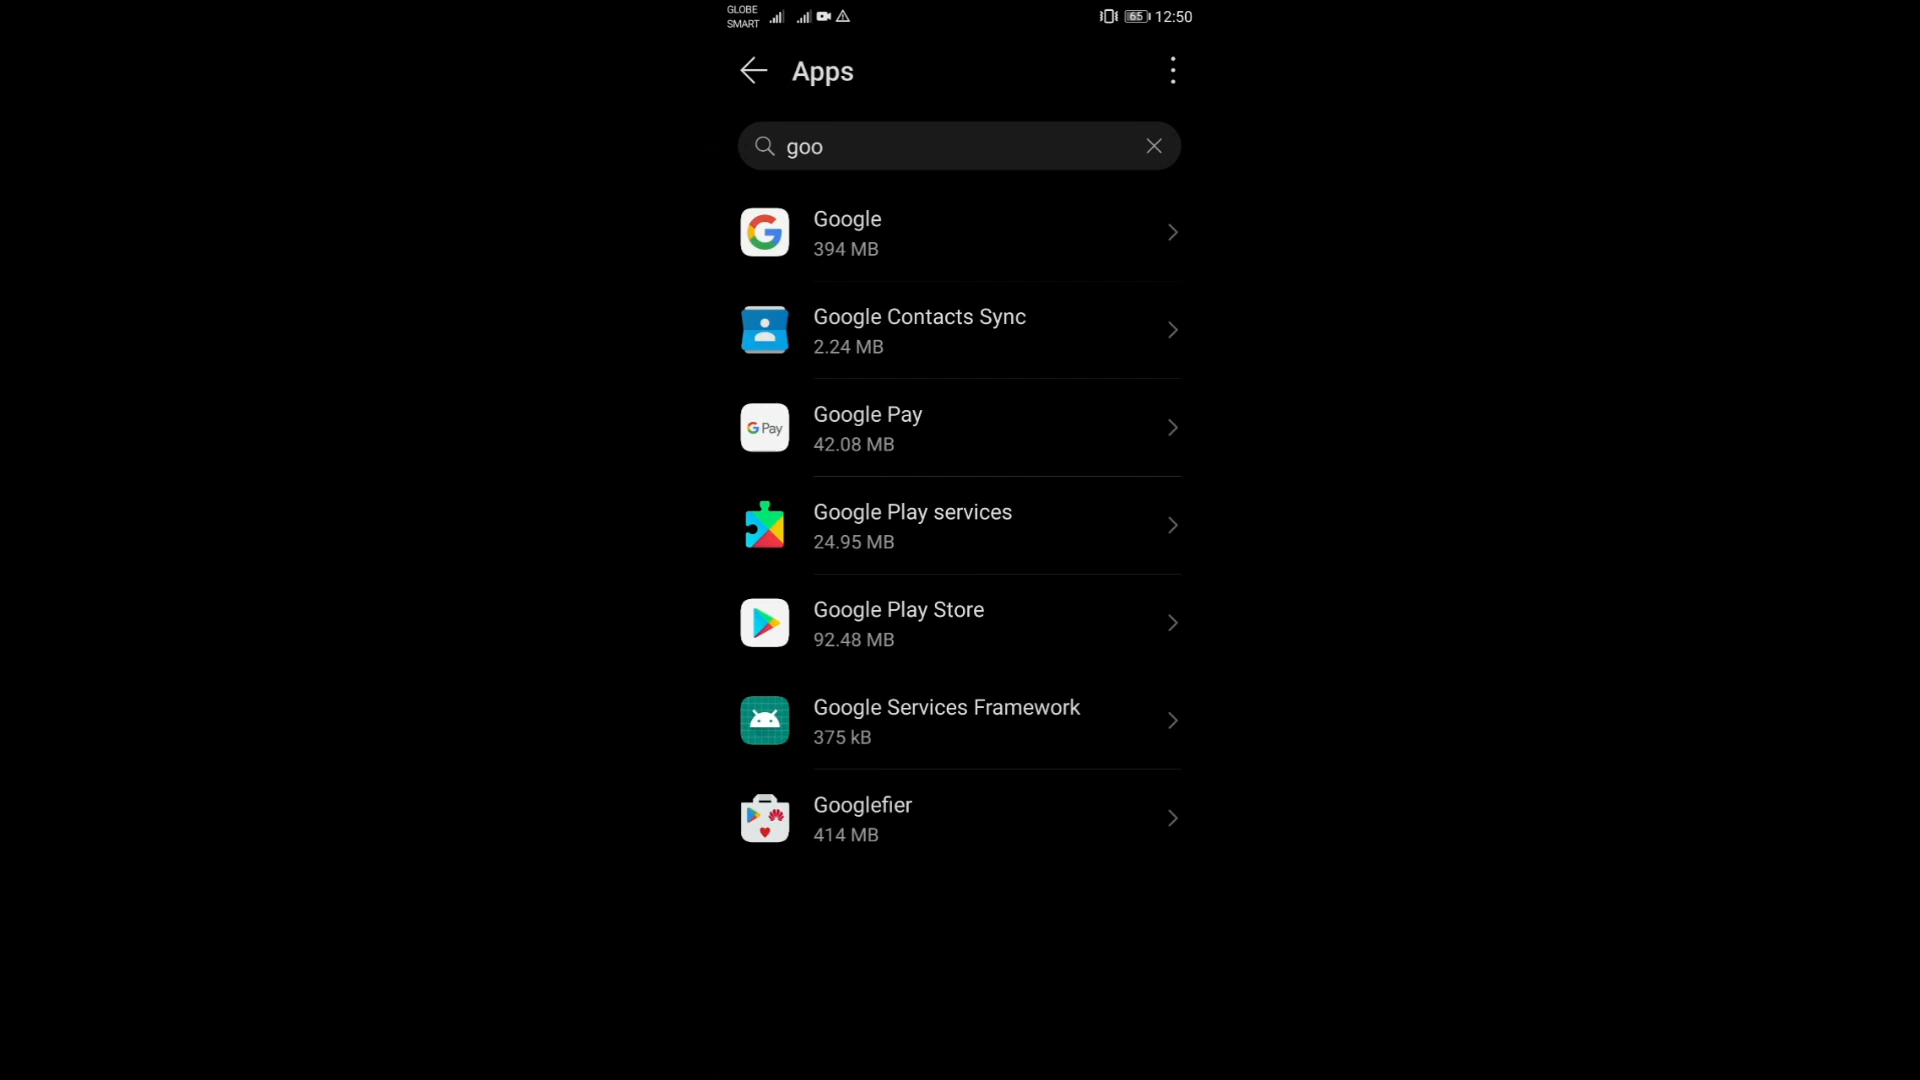 GLOBE
SMART
65 12:50
Apps
goo
Google
394 MB
Google Contacts Sync
2.24 MB
G Pay
Google Pay
42.08 MB
Google Play services
24.95 MB
Google Play Store
92.48 MB
Google Services Framework
375 kB
Googlefier
414 MB